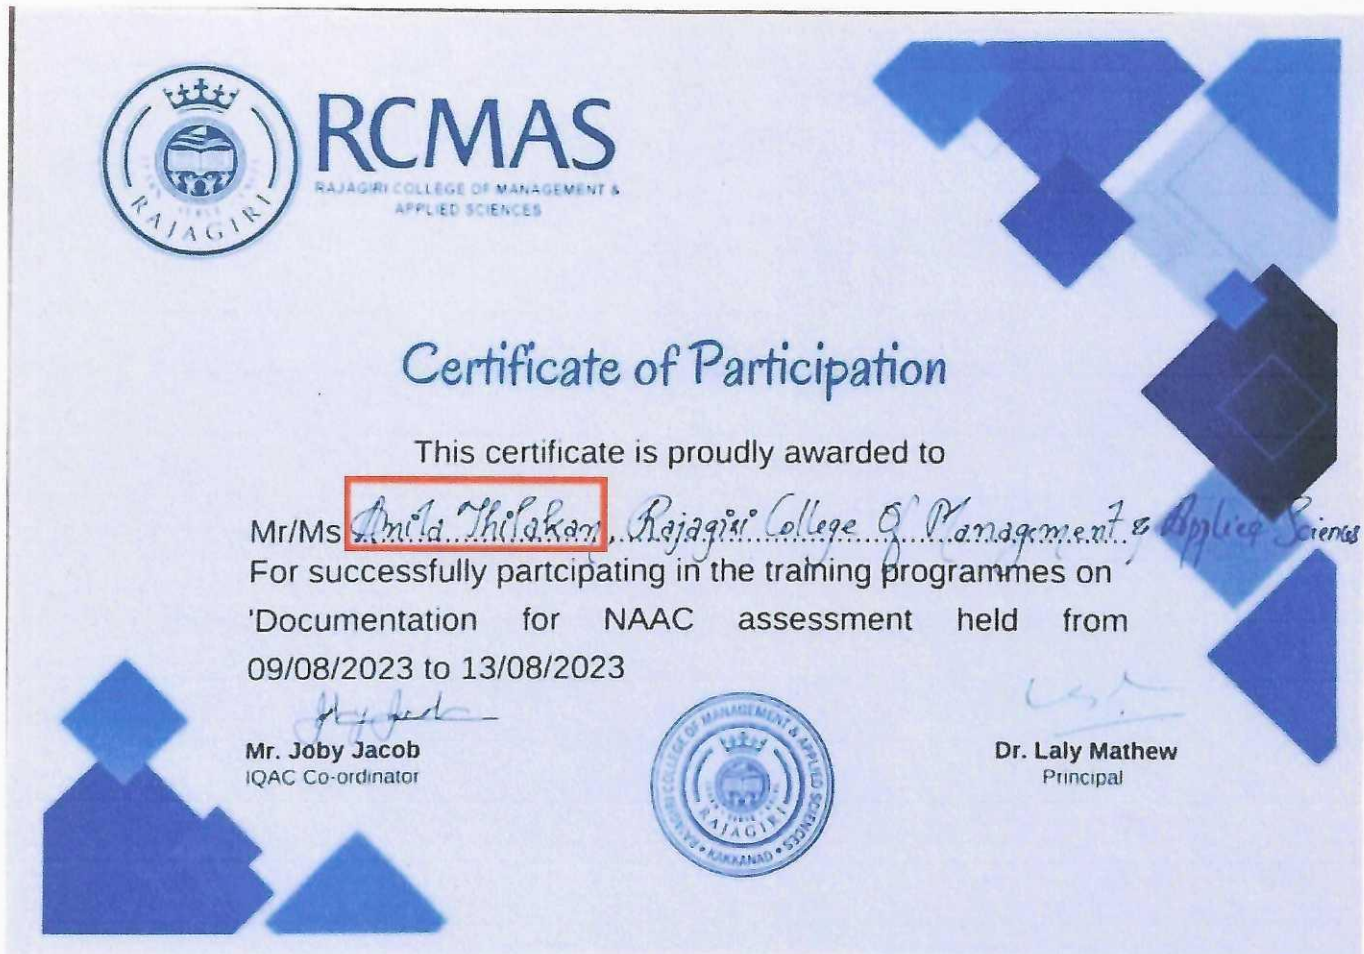 RCMAS
RAJAGIRI COLLEGE OF MANAGEMENT &
APPLIED SCIENCES
RAJAGIRI
Certificate of Participation
This certificate is proudly awarded to
Mr/Ms Amila Thilakan, Rajagiri College Of Management & Applied Sciences
For successfully partcipating in the training programmes on
'Documentation for NAAC assessment held from
09/08/2023 to 13/08/2023
Mr. Joby Jacob
IQAC Co-ordinator
RAJAGIRI COLLEGE OF MANAGEMENT & APPLIED SCIENCES
KAKKANAD
RAJAGIRI
Dr. Laly Mathew
Principal